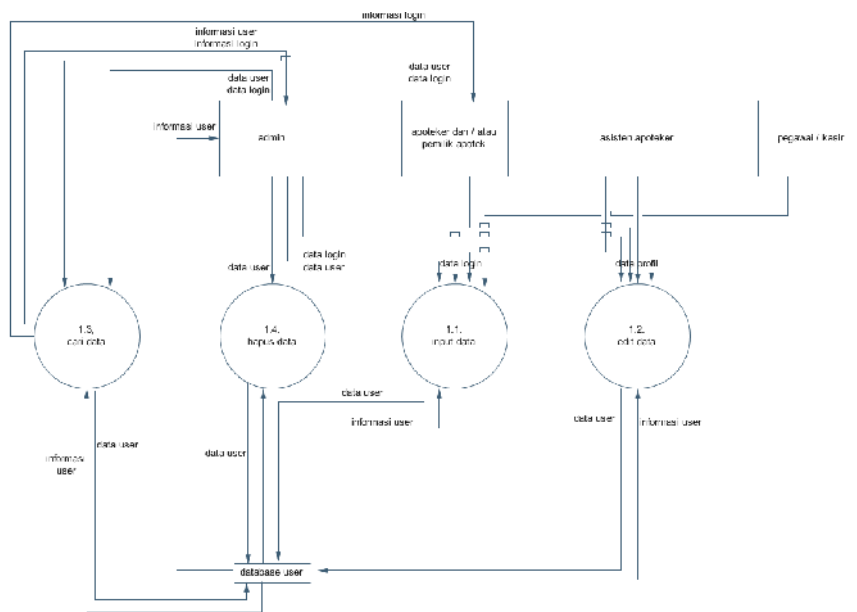 informasi login
informasi user
informasi login
data user
data login
data user
data login
informasi user
admin
apoteker dan / atau
pemilik apotek
asisten apoteker
pegawai / kasir
data user
data login
data user
data login
data profil
1.3.
cari data
1.4.
hapus data
1.1.
input data
1.2.
edit data
data user
informasi user
data user
informasi user
data user
informasi
user
data user
database user